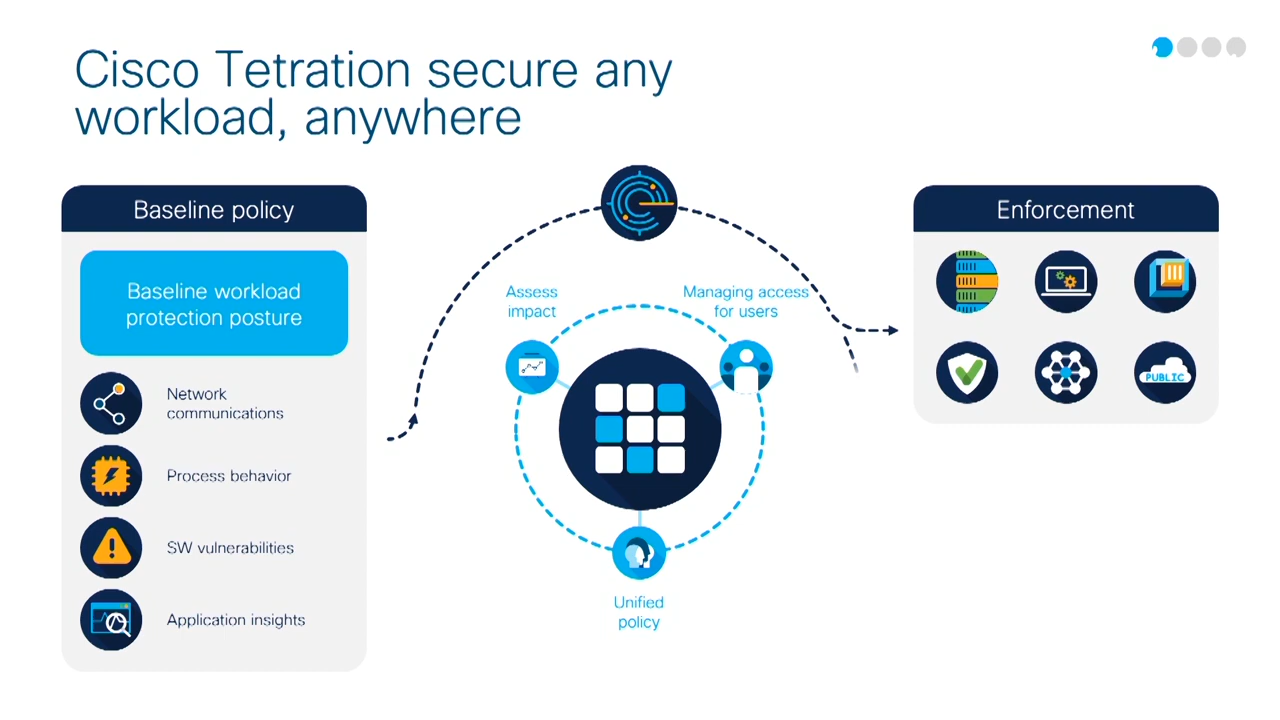 Cisco Tetration secure any
workload, anywhere
Baseline policy
Baseline workload
protection posture
Network
communications
Process behavior
SW vulnerabilities
Application insights
Assess
impact
Managing access
for users
Unified
policy
Enforcement
PUBLIC